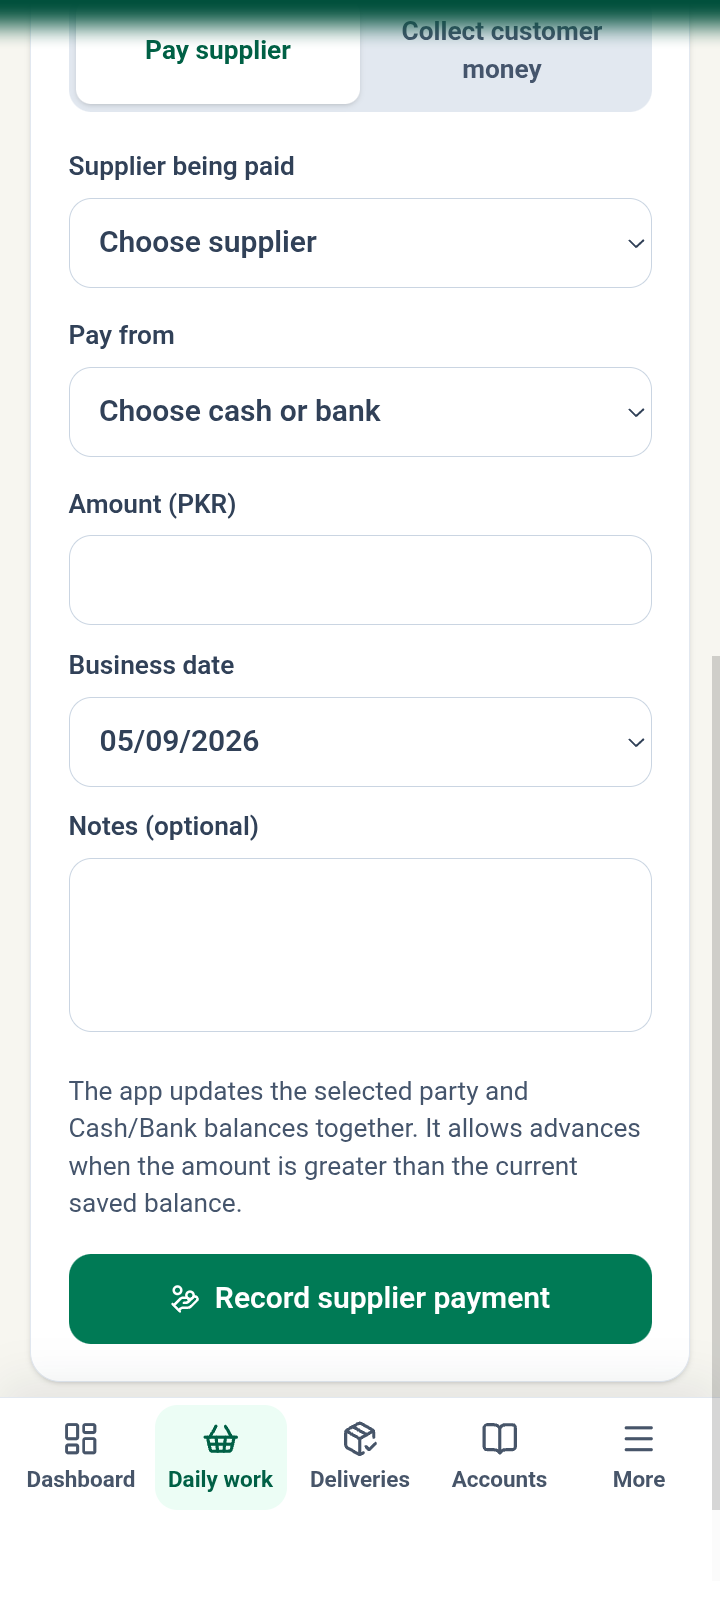 Pay supplier
Collect customer
money
Supplier being paid
Choose supplier
Pay from
Choose cash or bank
Amount (PKR)
Business date
05/09/2026
Notes (optional)
The app updates the selected party and
Cash/Bank balances together. It allows advances
when the amount is greater than the current
saved balance.
Record supplier payment
Dashboard
Daily work
Deliveries
Accounts
More